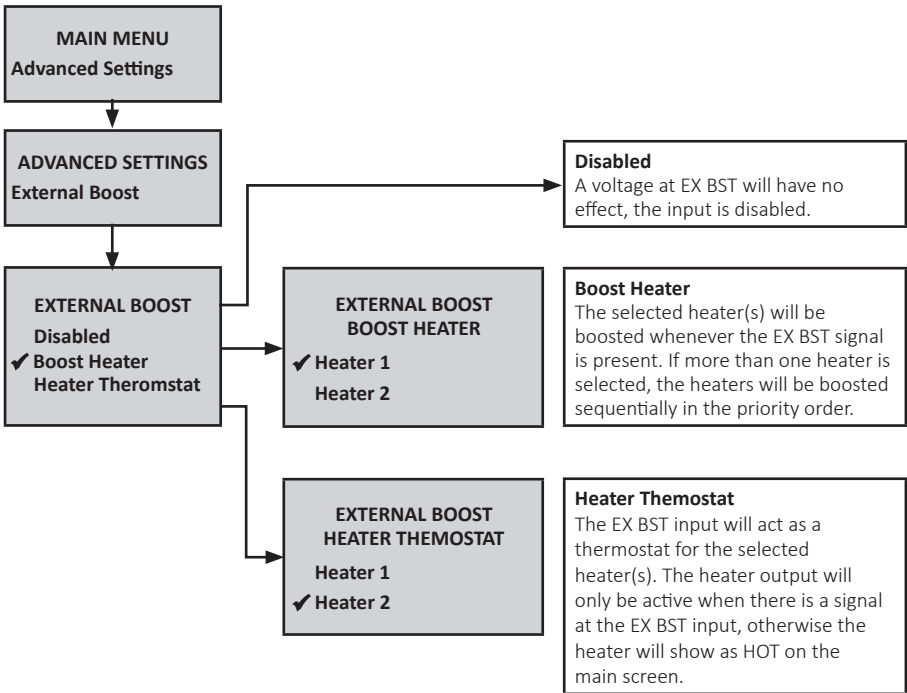 MAIN MENU
Advanced Settings
ADVANCED SETTINGS
External Boost
EXTERNAL BOOST
Disabled
✔ Boost Heater
Heater Theromstat
Disabled
A voltage at EX BST will have no
effect, the input is disabled.
EXTERNAL BOOST
BOOST HEATER
✔ Heater 1
Heater 2
Boost Heater
The selected heater(s) will be
boosted whenever the EX BST signal
is present. If more than one heater is
selected, the heaters will be boosted
sequentially in the priority order.
EXTERNAL BOOST
HEATER THEMOSTAT
Heater 1
✔ Heater 2
Heater Themostat
The EX BST input will act as a
thermostat for the selected
heater(s). The heater output will
only be active when there is a signal
at the EX BST input, otherwise the
heater will show as HOT on the
main screen.